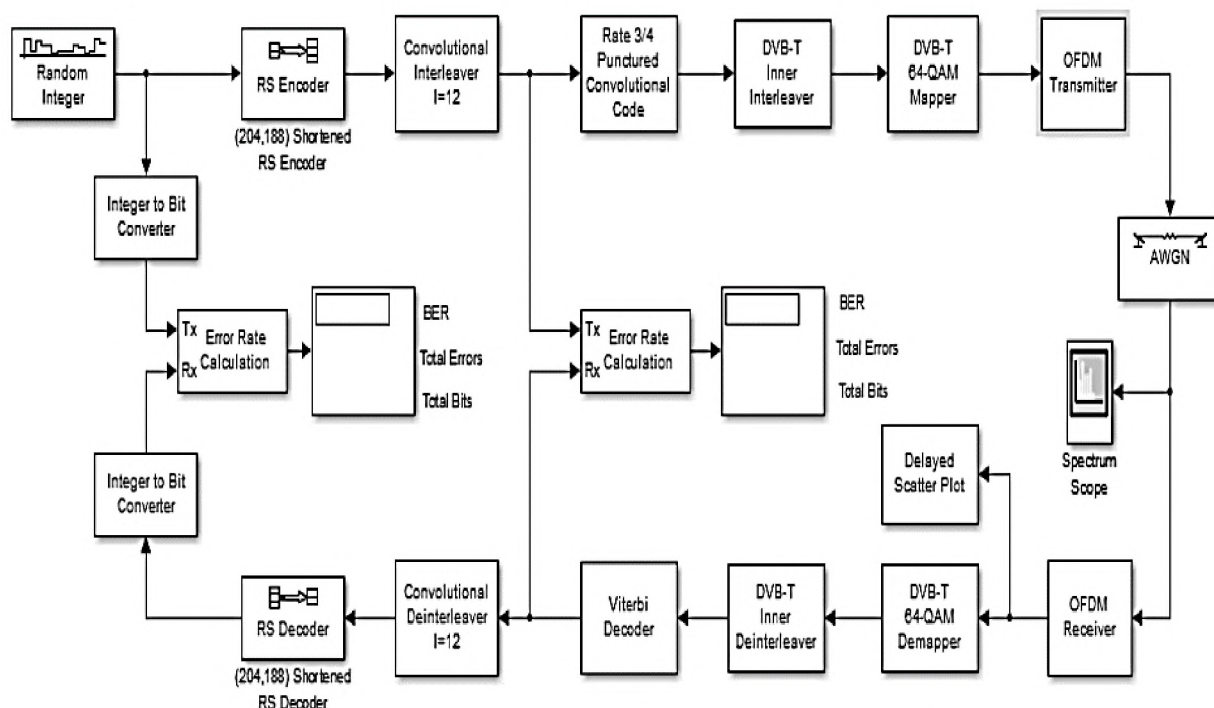 Random
Integer
RS Encoder
(204,188) Shortened
RS Encoder
Convolutional
Interleaver
I=12
Rate 3/4
Punctured
Convolutional
Code
DVB-T
Inner
Interleaver
DVB-T
64-QAM
Mapper
OFDM
Transmitter
Integer to Bit
Converter
AWGN
Tx
Rx
Error Rate
Calculation
BER
Total Errors
Total Bits
Tx
Rx
Error Rate
Calculation
BER
Total Errors
Total Bits
Spectrum
Scope
Integer to Bit
Converter
Delayed
Scatter Plot
RS Decoder
(204,188) Shortened
RS Decoder
Convolutional
Deinterleaver
I=12
Viterbi
Decoder
DVB-T
Inner
Deinterleaver
DVB-T
64-QAM
Demapper
OFDM
Receiver